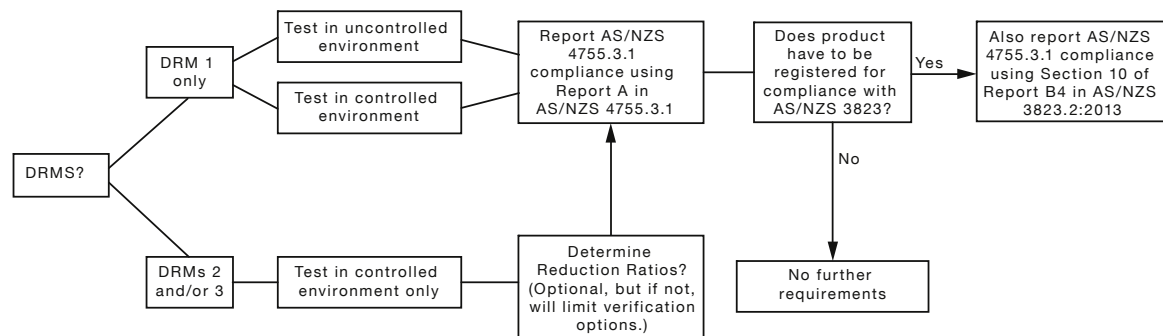 DRMS?
DRM 1
only
Test in uncontrolled
environment
Test in controlled
environment
Report AS/NZS
4755.3.1
compliance using
Report A in
AS/NZS 4755.3.1
Does product
have to be
registered for
compliance with
AS/NZS 3823?
Yes
Also report AS/NZS
4755.3.1 compliance
using Section 10 of
Report B4 in AS/NZS
3823.2:2013
No
No further
requirements
DRMs 2
and/or 3
Test in controlled
environment only
Determine
Reduction Ratios?
(Optional, but if not,
will limit verification
options.)